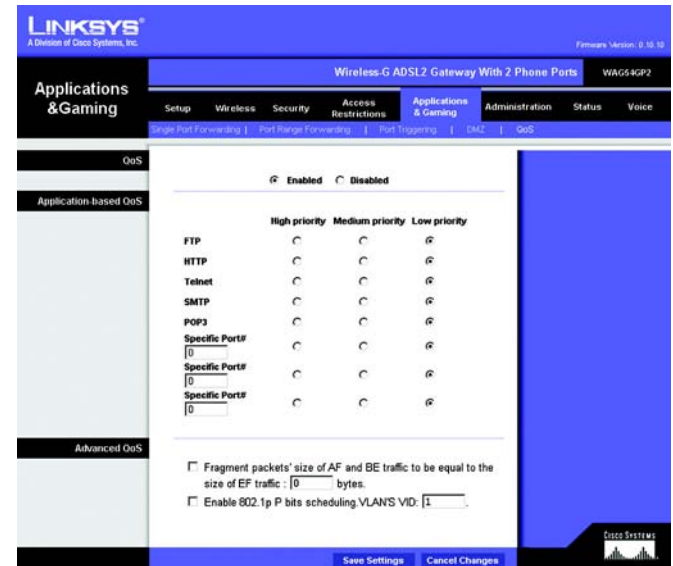 LINKSYS®
A Division of Cisco Systems, Inc.
Firmware Version: 0.10.10
Applications &Gaming
Wireless-G ADSL2 Gateway With 2 Phone Ports WAG54GP2
Setup Wireless Security Access Restrictions Applications & Gaming Administration Status Voice
Single Port Forwarding | Port Range Forwarding | Port Triggering | DMZ | QoS
QoS
Enabled Disabled
Application-based QoS
High priority Medium priority Low priority
FTP
HTTP
Telnet
SMTP
POP3
Specific Port#
0
Specific Port#
0
Specific Port#
0
Advanced QoS
Fragment packets' size of AF and BE traffic to be equal to the
size of EF traffic : 0 bytes.
Enable 802.1p P bits scheduling.VLAN'S VID: 1 .
CISCO SYSTEMS
Save Settings Cancel Changes